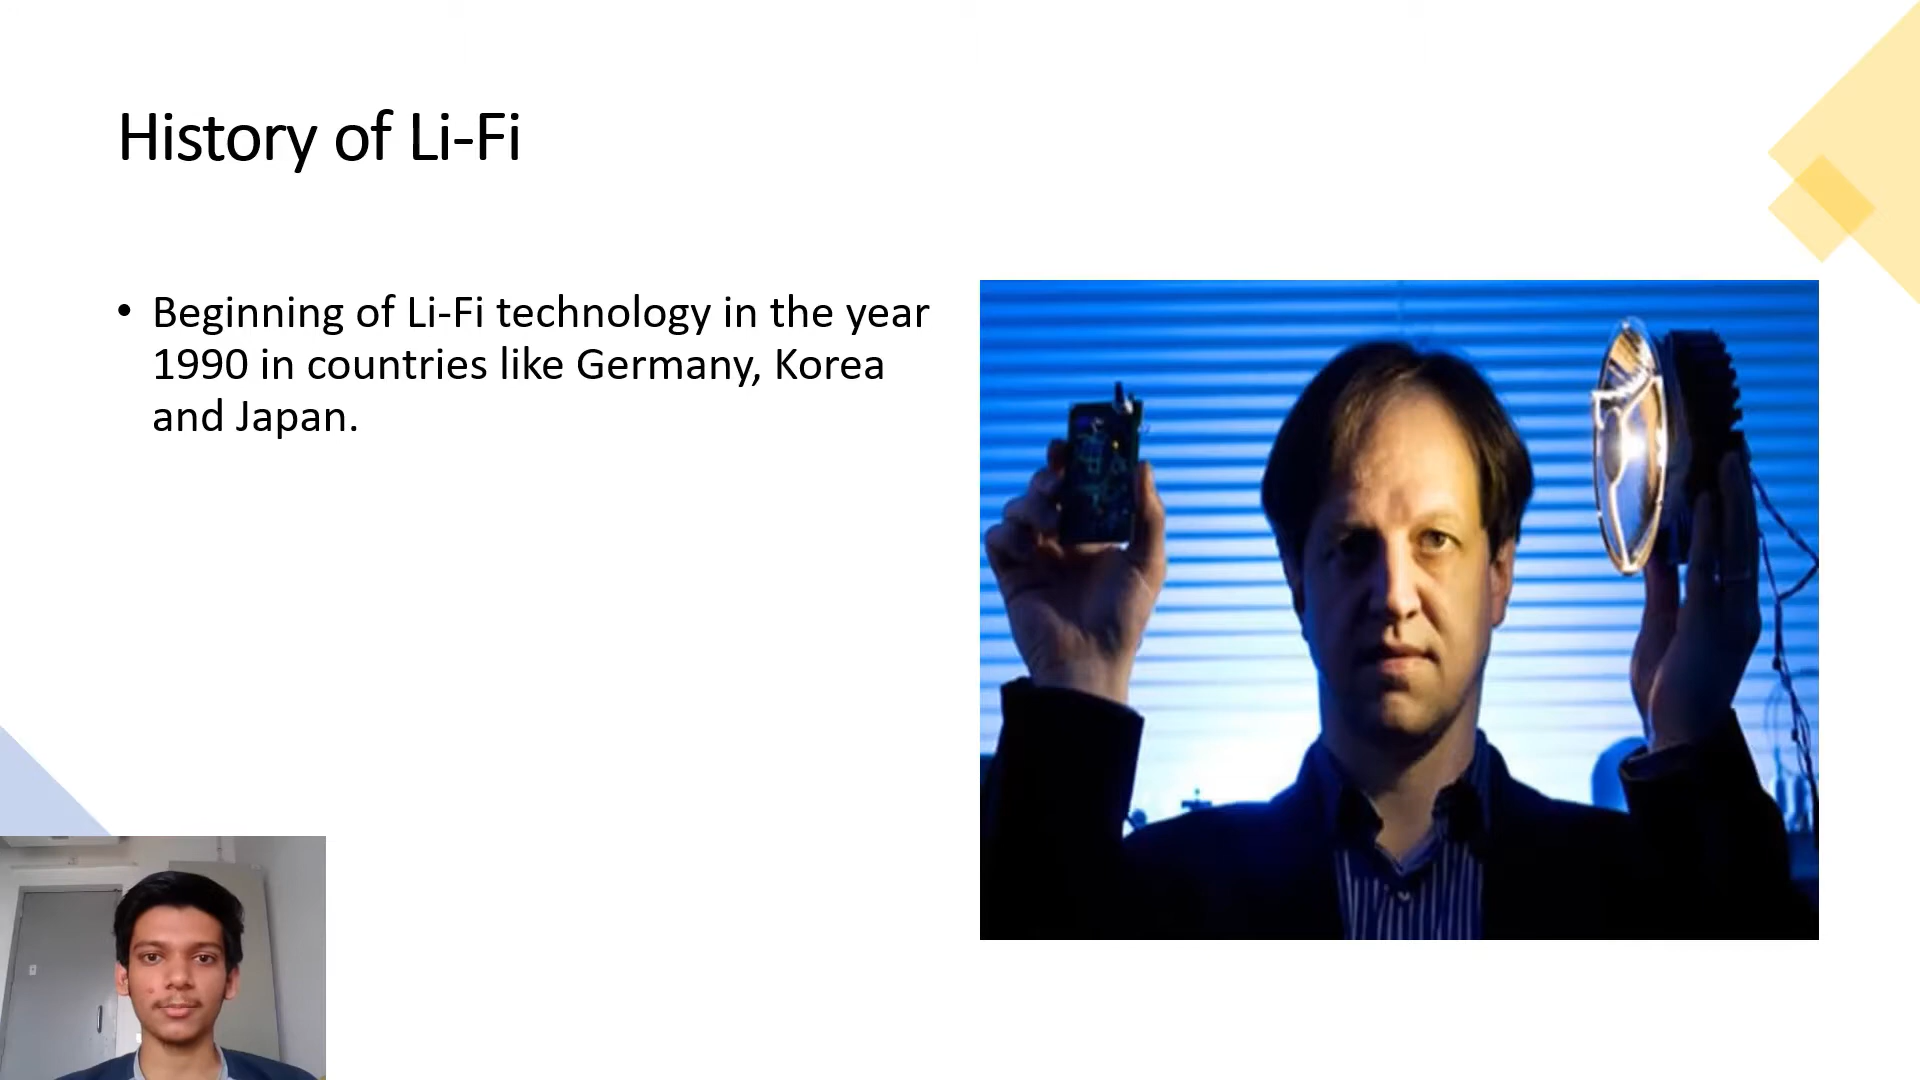 History of Li-Fi
• Beginning of Li-Fi technology in the year
1990 in countries like Germany, Korea
and Japan.